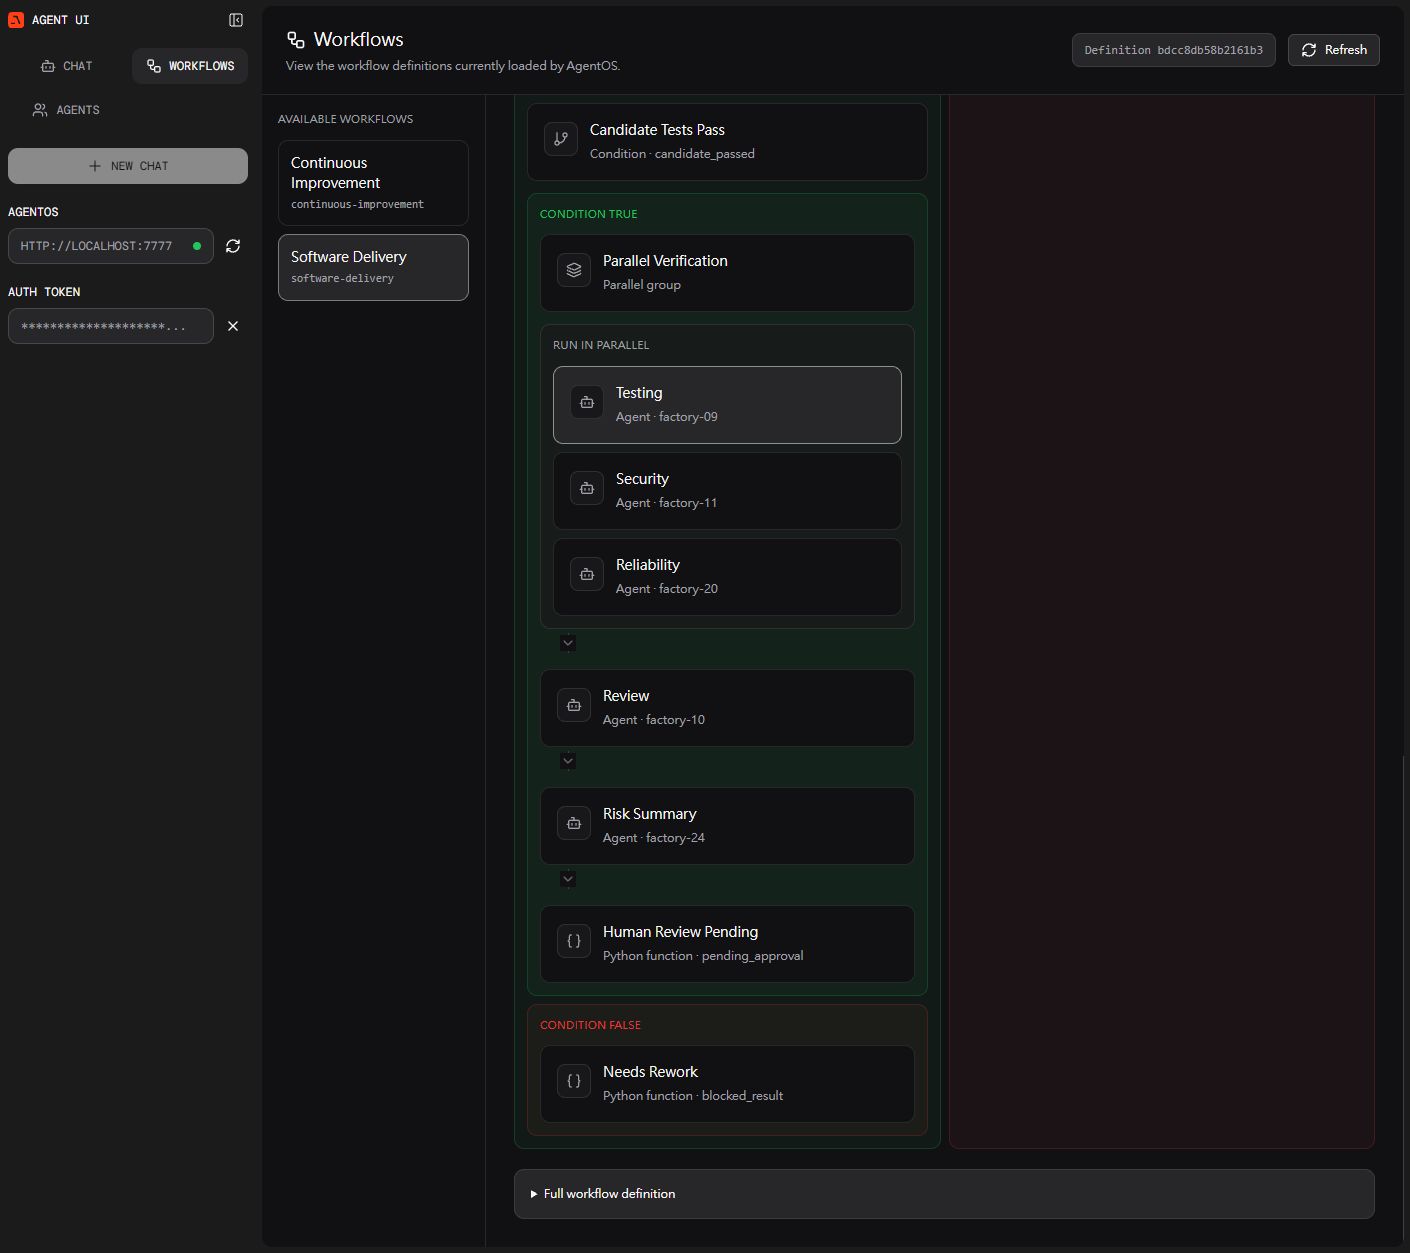 AGENT UI
CHAT
WORKFLOWS
AGENTS
NEW CHAT
AGENTOS
HTTP://LOCALHOST:7777
AUTH TOKEN
********************...
Workflows
View the workflow definitions currently loaded by AgentOS.
Definition bdcc8db58b2161b3
Refresh
AVAILABLE WORKFLOWS
Continuous
Improvement
continuous-improvement
Software Delivery
software-delivery
Candidate Tests Pass
Condition · candidate_passed
CONDITION TRUE
Parallel Verification
Parallel group
RUN IN PARALLEL
Testing
Agent · factory-09
Security
Agent · factory-11
Reliability
Agent · factory-20
Review
Agent · factory-10
Risk Summary
Agent · factory-24
{ }
Human Review Pending
Python function · pending_approval
CONDITION FALSE
{ }
Needs Rework
Python function · blocked_result
Full workflow definition